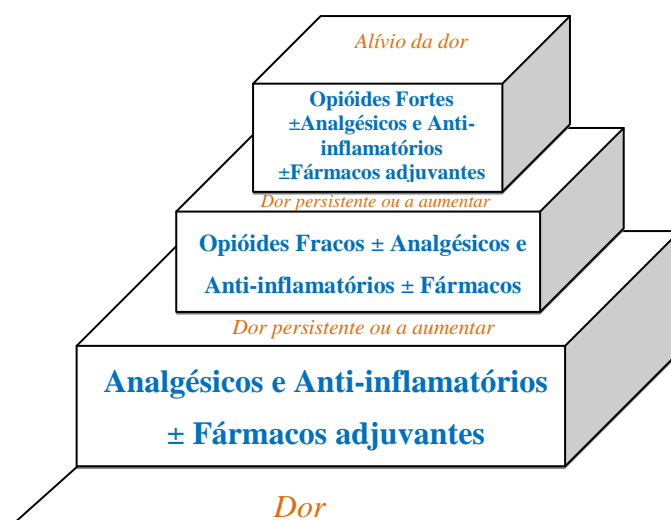 Alívio da dor
Opióides Fortes
±Analgésicos e Anti-
inflamatórios
±Fármacos adjuvantes
Dor persistente ou a aumentar
Opióides Fracos ± Analgésicos e
Anti-inflamatórios ± Fármacos
Dor persistente ou a aumentar
Analgésicos e Anti-inflamatórios
± Fármacos adjuvantes
Dor